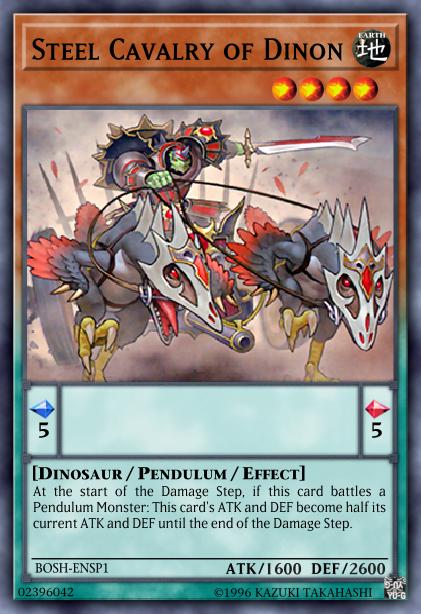 STEEL CAVALRY OF DINON
EARTH
地
5
5
[DINOSAUR / PENDULUM / EFFECT]
At the start of the Damage Step, if this card battles a
Pendulum Monster: This card's ATK and DEF become half its
current ATK and DEF until the end of the Damage Step.
BOSH-ENSP1
ATK/1600 DEF/2600
02396042
©1996 KAZUKI TAKAHASHI